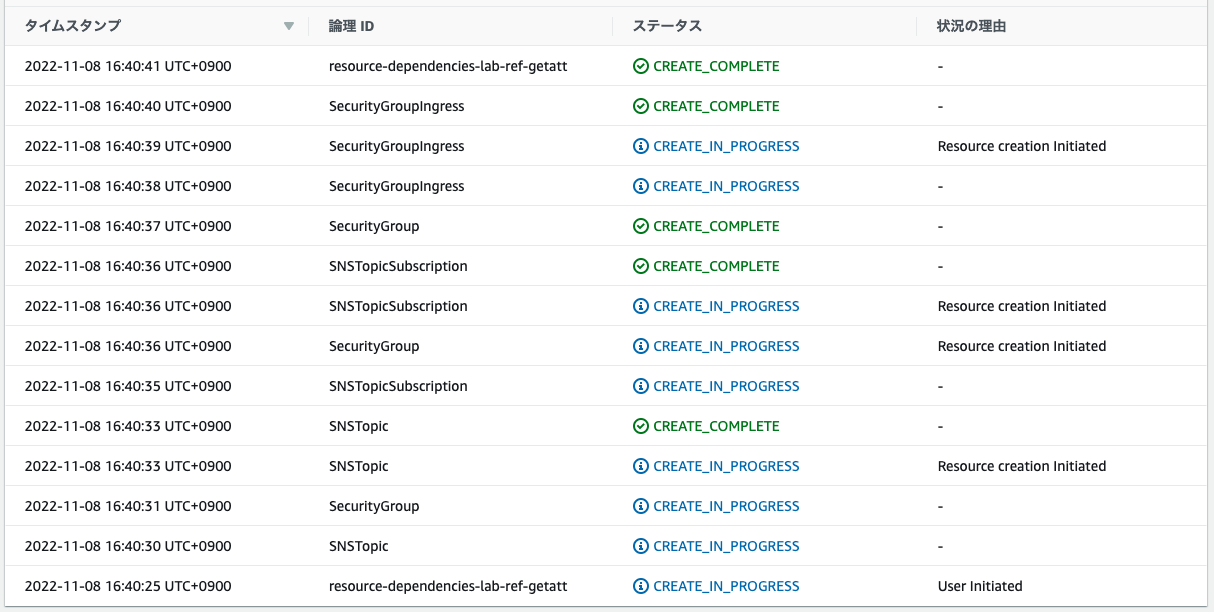 タイムスタンプ 論理 ID ステータス 状況の理由
2022-11-08 16:40:41 UTC+0900 resource-dependencies-lab-ref-getatt CREATE_COMPLETE -
2022-11-08 16:40:40 UTC+0900 SecurityGroupIngress CREATE_COMPLETE -
2022-11-08 16:40:39 UTC+0900 SecurityGroupIngress CREATE_IN_PROGRESS Resource creation Initiated
2022-11-08 16:40:38 UTC+0900 SecurityGroupIngress CREATE_IN_PROGRESS -
2022-11-08 16:40:37 UTC+0900 SecurityGroup CREATE_COMPLETE -
2022-11-08 16:40:36 UTC+0900 SNSTopicSubscription CREATE_COMPLETE -
2022-11-08 16:40:36 UTC+0900 SNSTopicSubscription CREATE_IN_PROGRESS Resource creation Initiated
2022-11-08 16:40:36 UTC+0900 SecurityGroup CREATE_IN_PROGRESS Resource creation Initiated
2022-11-08 16:40:35 UTC+0900 SNSTopicSubscription CREATE_IN_PROGRESS -
2022-11-08 16:40:33 UTC+0900 SNSTopic CREATE_COMPLETE -
2022-11-08 16:40:33 UTC+0900 SNSTopic CREATE_IN_PROGRESS Resource creation Initiated
2022-11-08 16:40:31 UTC+0900 SecurityGroup CREATE_IN_PROGRESS -
2022-11-08 16:40:30 UTC+0900 SNSTopic CREATE_IN_PROGRESS -
2022-11-08 16:40:25 UTC+0900 resource-dependencies-lab-ref-getatt CREATE_IN_PROGRESS User Initiated